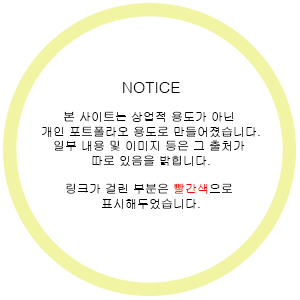 NOTICE
본 사이트는 상업적 용도가 아닌
개인 포트폴라오 용도로 만들어졌습니다.
일부 내용 및 이미지 등은 그 출처가
따로 있음을 밝힙니다.
링크가 걸린 부분은 빨간색으로
표시해두었습니다.